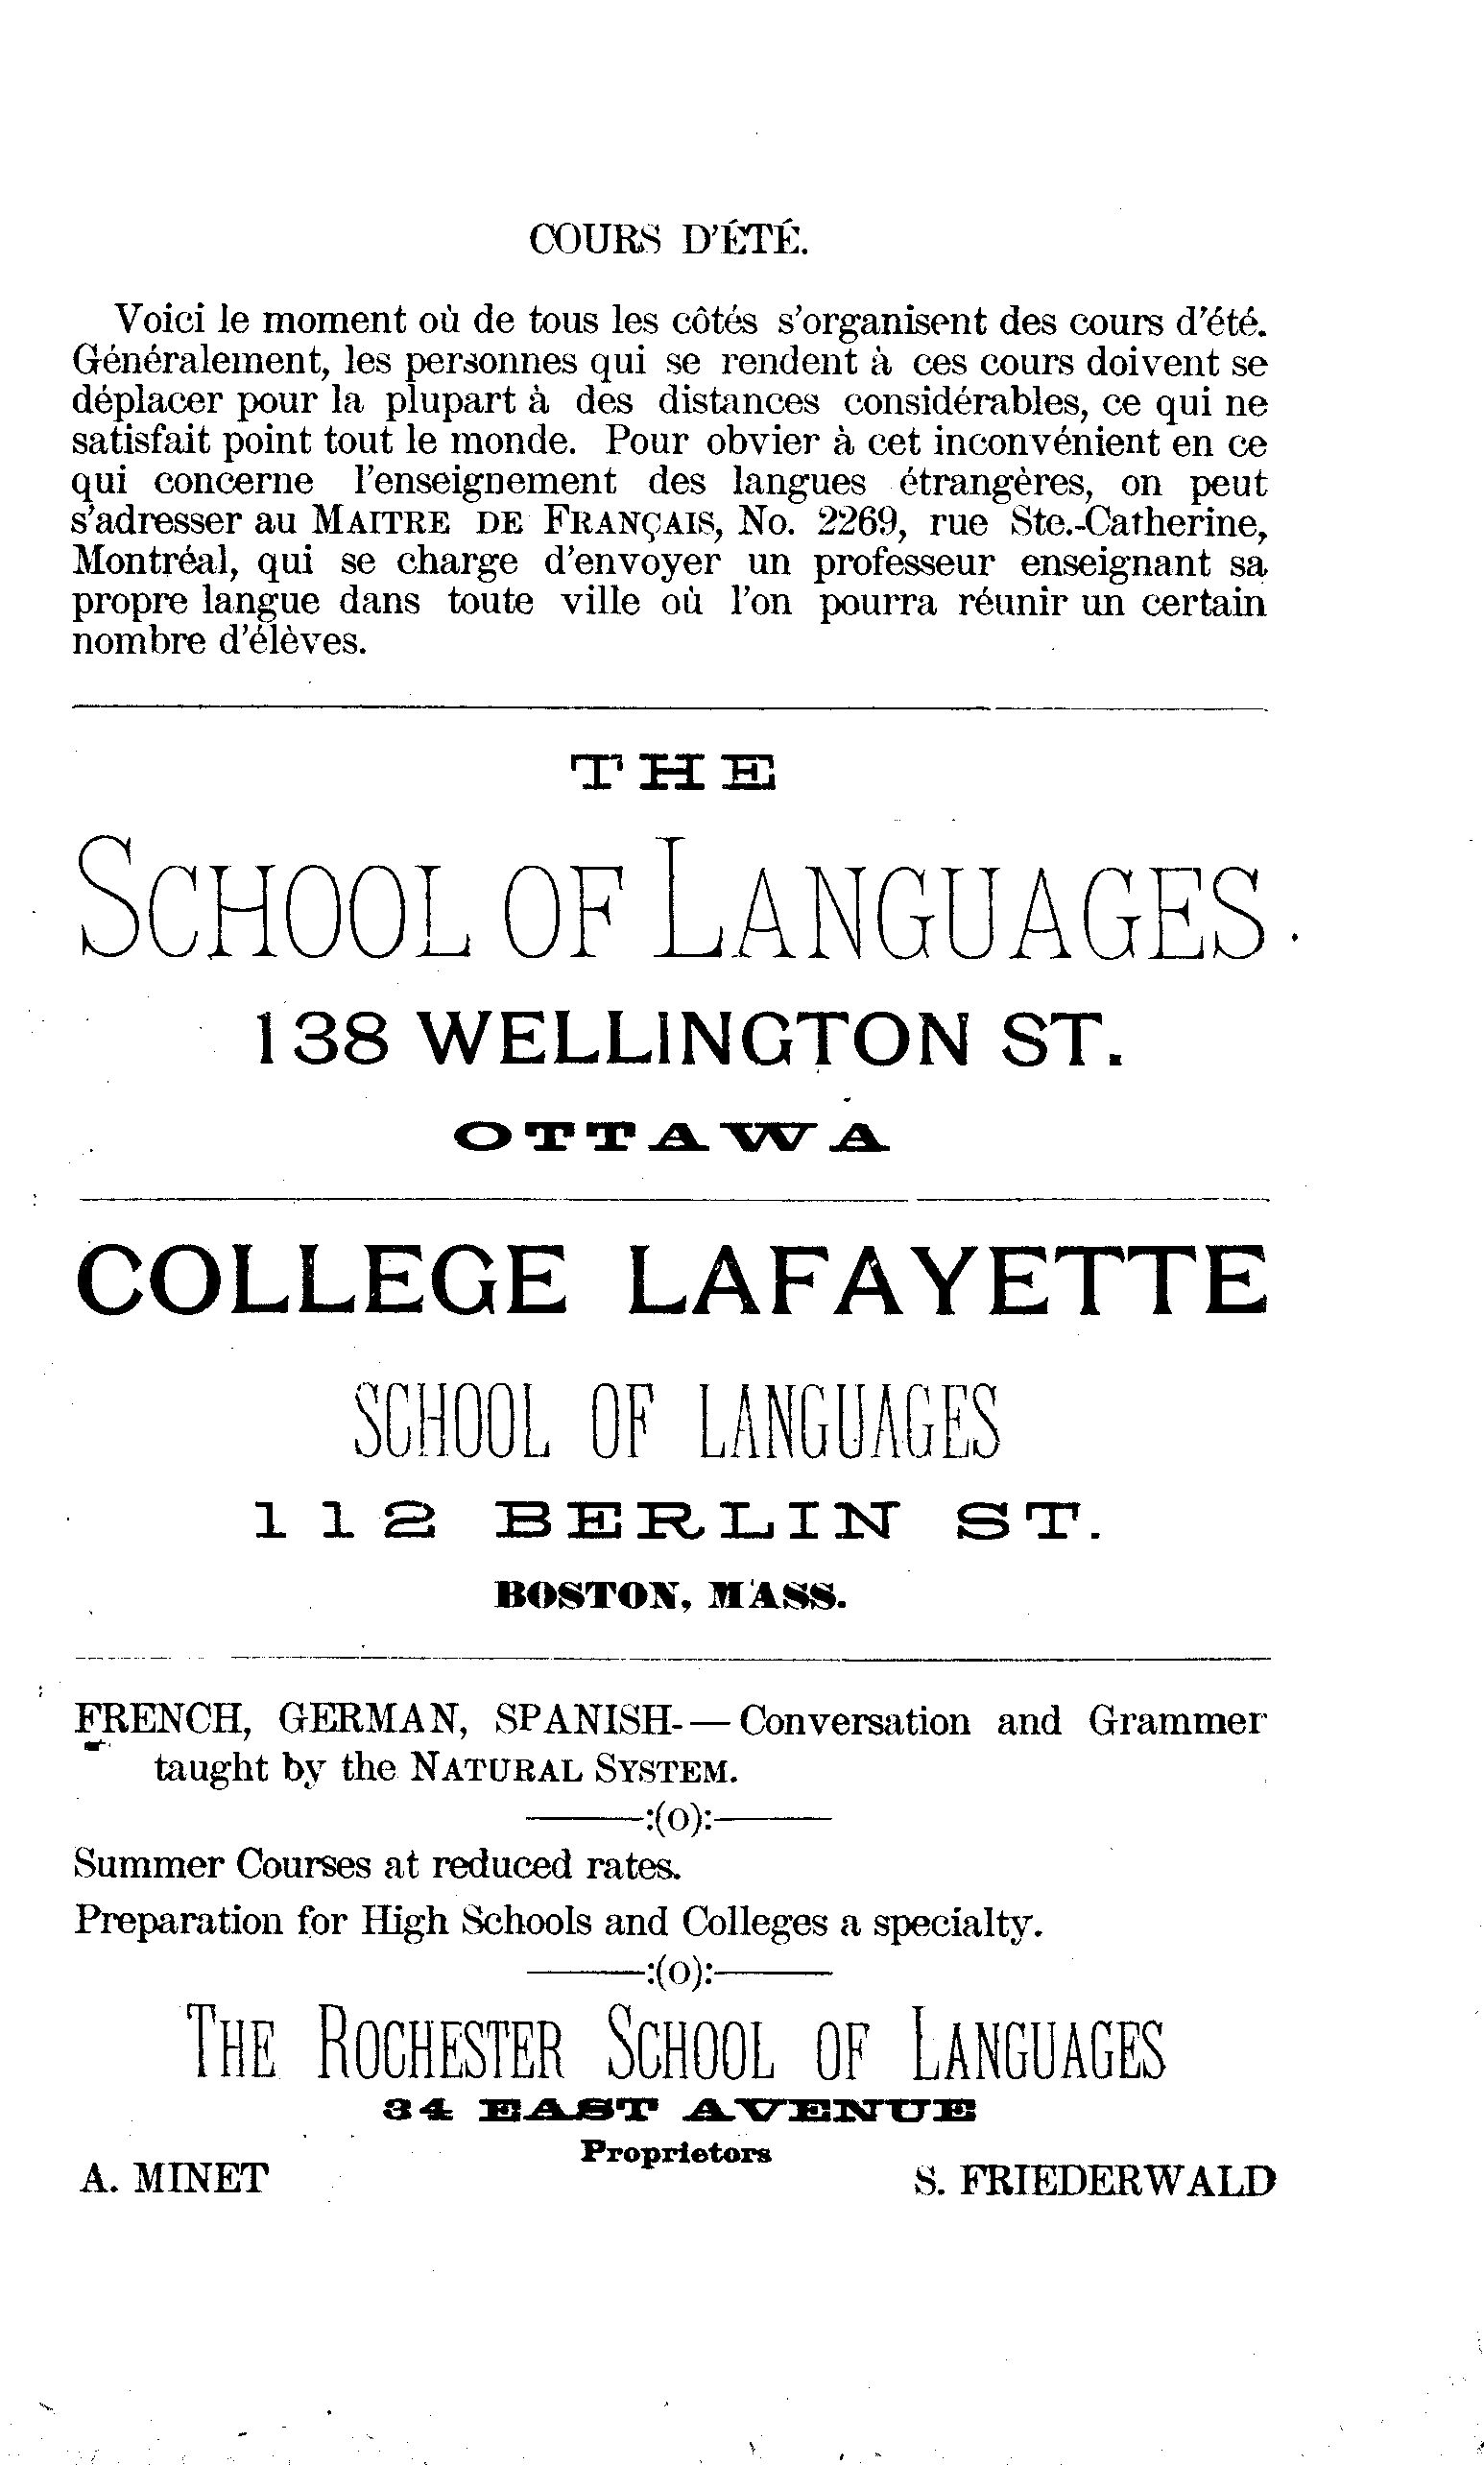 COURS D'ÉTÉ.
Voici le moment où de tous les côtés s'organisent des cours d'été.
Généralement, les personnes qui se rendent à ces cours doivent se
déplacer pour la plupart à des distances considérables, ce qui ne
satisfait point tout le monde. Pour obvier à cet inconvénient en ce
qui concerne l'enseignement des langues étrangères, on peut
s'adresser au MAITRE DE FRANÇAIS, No. 2269, rue Ste.-Catherine,
Montréal, qui se charge d'envoyer un professeur enseignant sa
propre langue dans toute ville où l'on pourra réunir un certain
nombre d'élèves.
THE
SCHOOL OF LANGUAGES.
138 WELLINGTON ST.
OTTAWA
COLLEGE LAFAYETTE
SCHOOL OF LANGUAGES
112 BERLIN ST.
BOSTON, MASS.
FRENCH, GERMAN, SPANISH-—Conversation and Grammer
taught by the NATURAL SYSTEM.
———:(o):———
Summer Courses at reduced rates.
Preparation for High Schools and Colleges a specialty.
———:(o):———
THE ROCHESTER SCHOOL OF LANGUAGES
34 EAST AVENUE
Proprietors
A. MINET S. FRIEDERWALD